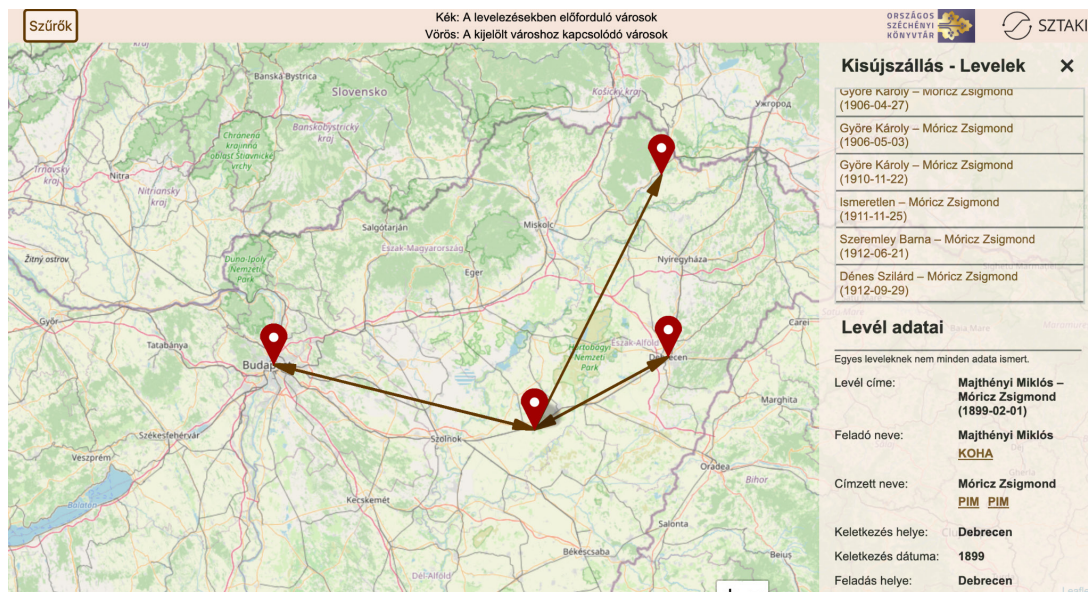 Szűrők
Kék: A levelezésekben előforduló városok
Vörös: A kijelölt városhoz kapcsolódó városok
ORSZÁGOS
SZÉCHÉNYI
KÖNYVTÁR
SZTAKI
Kisújszállás - Levelek
Györe Károly – Móricz Zsigmond
(1906-04-27)
Györe Károly – Móricz Zsigmond
(1906-05-03)
Györe Károly – Móricz Zsigmond
(1910-11-22)
Ismeretlen – Móricz Zsigmond
(1911-11-25)
Szeremley Barna – Móricz Zsigmond
(1912-06-21)
Dénes Szilárd – Móricz Zsigmond
(1912-09-29)
Levél adatai
Egyes leveleknek nem minden adata ismert.
Levél címe: Majthényi Miklós –
Móricz Zsigmond
(1899-02-01)
Feladó neve: Majthényi Miklós
KOHA
Címzett neve: Móricz Zsigmond
PIM PIM
Keletkezés helye: Debrecen
Keletkezés dátuma: 1899
Feladás helye: Debrecen
kraj
Banská Bystrica
Slovensko
Košický kraj
Ужгород
Chránená
krajinná
oblasť Štiavnické
vrchy
Banskobystrický
kraj
Trnavský
kraj
Nitra
Nitriansky
kraj
Salgótarján
Miskolc
Észak-Magyarország
Nyíregyháza
Žitný ostrov
Duna-Ipoly
Nemzeti
Park
Eger
Győr
Tatabánya
Hortobágyi
Nemzeti
Park
Észak-Alföld
Carei
Debrecen
Baia Mare
Marghita
Székesfehérvár
Szolnok
Veszprém
Oradea
Bihor
Balaton
Kecskemét
Salonta
Békéscsaba
Beiuș
Dél-Alföld
Gherla